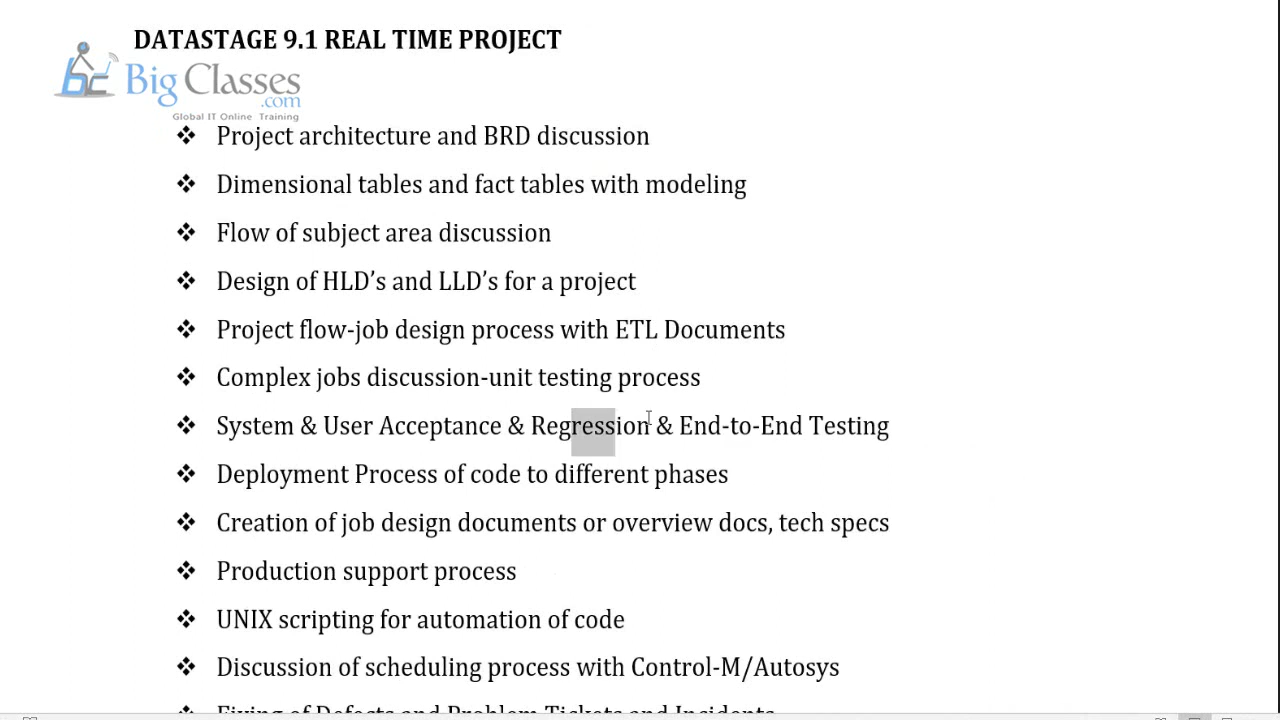 DATASTAGE 9.1 REAL TIME PROJECT
bc Big Classes
.com
Global IT Online Training
❖ Project architecture and BRD discussion
❖ Dimensional tables and fact tables with modeling
❖ Flow of subject area discussion
❖ Design of HLD’s and LLD’s for a project
❖ Project flow-job design process with ETL Documents
❖ Complex jobs discussion-unit testing process
❖ System & User Acceptance & Regression & End-to-End Testing
❖ Deployment Process of code to different phases
❖ Creation of job design documents or overview docs, tech specs
❖ Production support process
❖ UNIX scripting for automation of code
❖ Discussion of scheduling process with Control-M/Autosys
❖ Fixing of Defects and Problem Tickets and Incidents